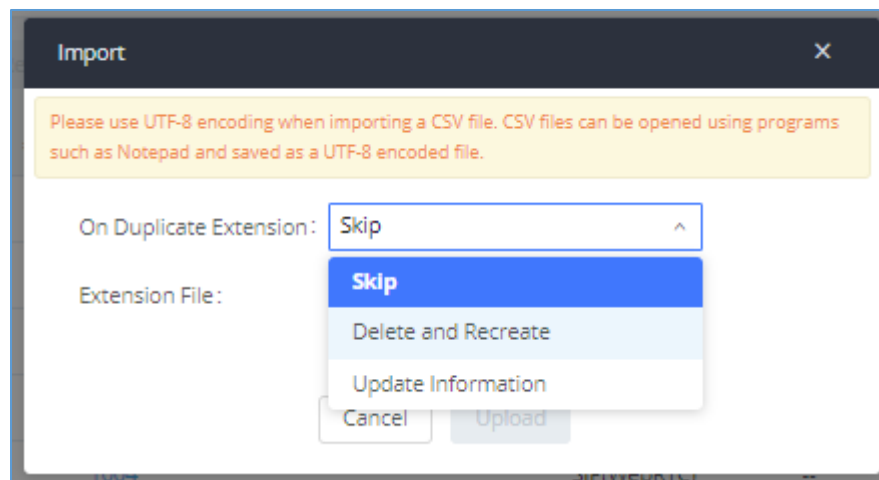 Import
Please use UTF-8 encoding when importing a CSV file. CSV files can be opened using programs
such as Notepad and saved as a UTF-8 encoded file.
On Duplicate Extension: Skip
Skip
Extension File:
Delete and Recreate
Update Information
Cancel Upload